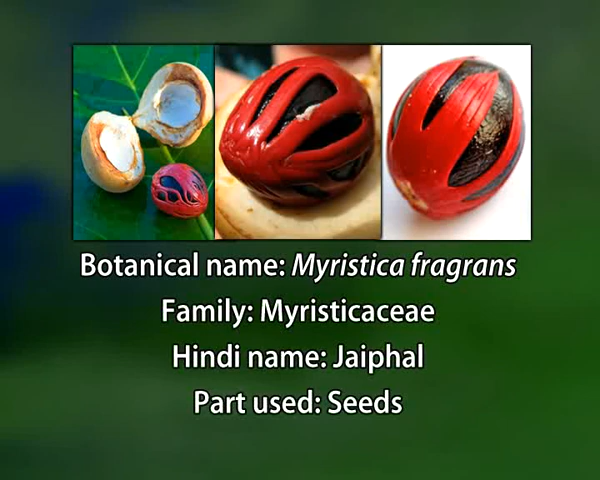 Botanical name: Myristica fragrans
Family: Myristicaceae
Hindi name: Jaiphal
Part used: Seeds